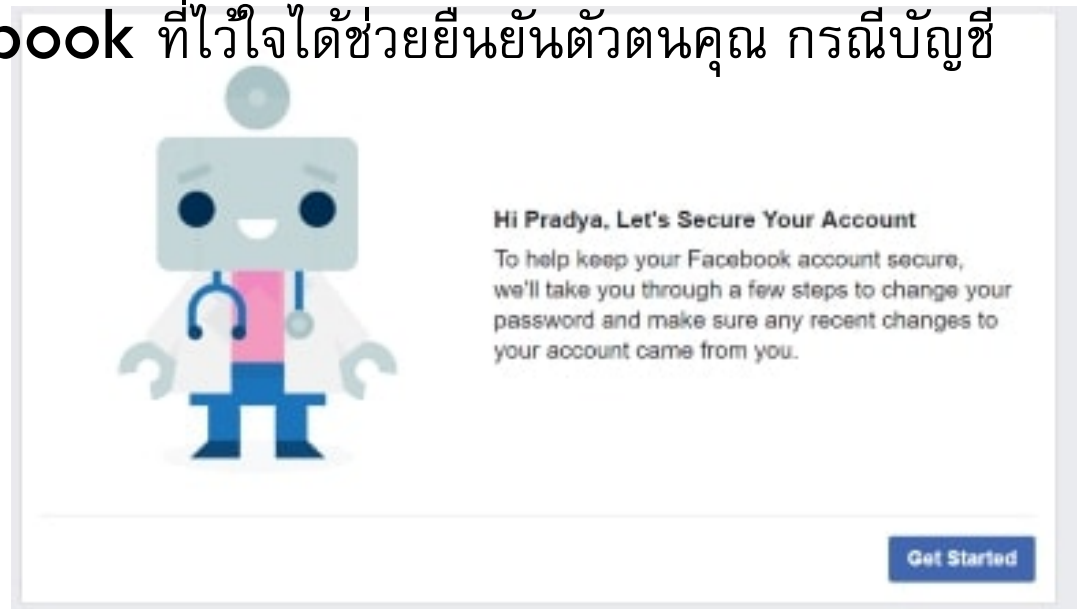 book ที่ไว้ใจได้ช่วยยืนยันตัวตนคุณ กรณีบัญชี
Hi Pradya, Let's Secure Your Account
To help keep your Facebook account secure,
we'll take you through a few steps to change your
password and make sure any recent changes to
your account came from you.
Get Started